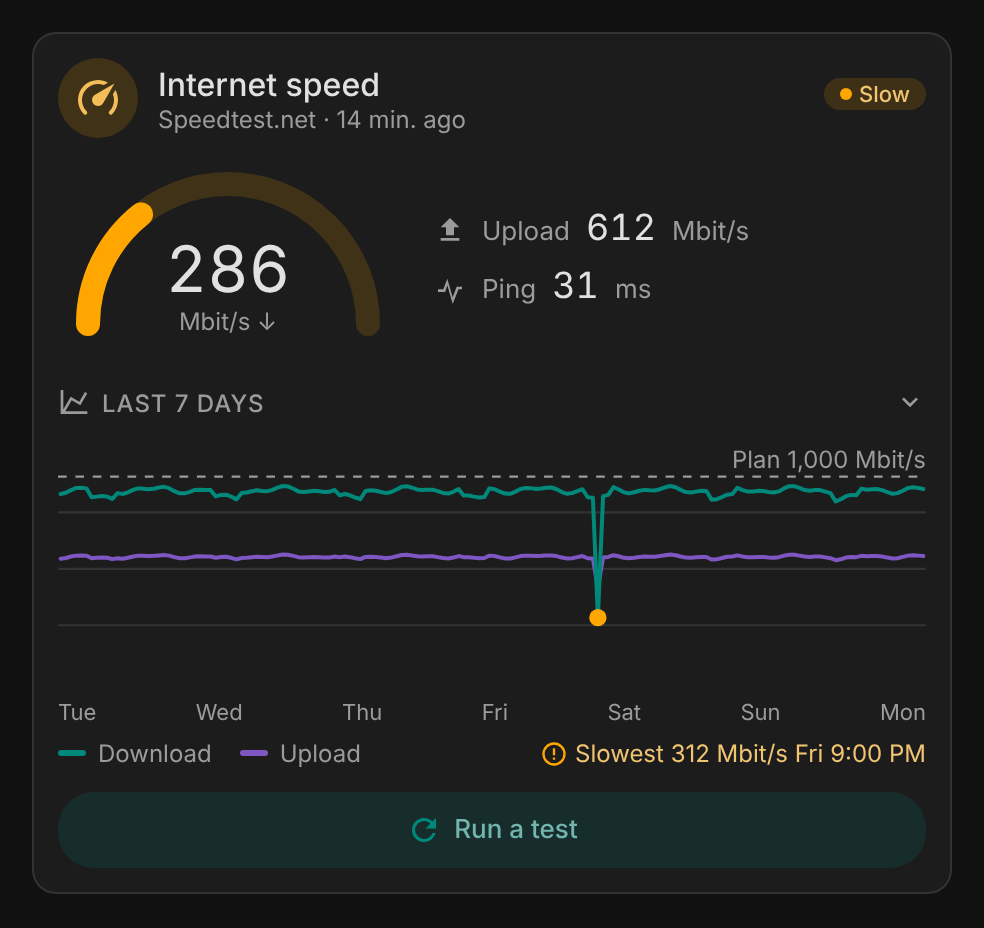 Internet speed
Speedtest.net · 14 min. ago
Slow
286
Mbit/s ↓
Upload 612 Mbit/s
Ping 31 ms
LAST 7 DAYS
Plan 1,000 Mbit/s
Tue Wed Thu Fri Sat Sun Mon
Download Upload Slowest 312 Mbit/s Fri 9:00 PM
Run a test